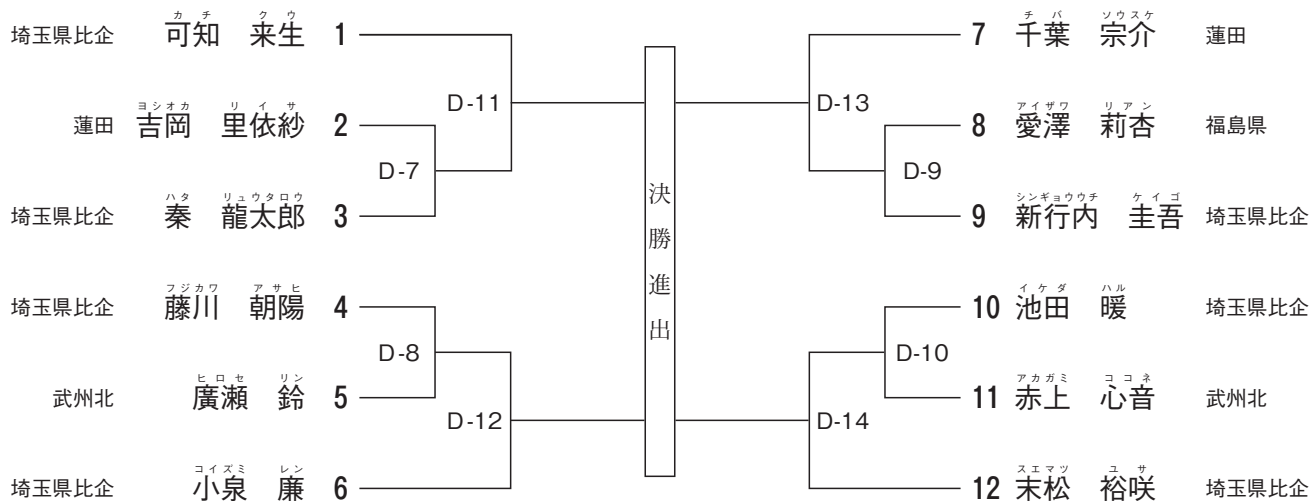 カチ クウ
埼玉県比企 可知 来生 1
D-11
ヨシオカ リイサ
蓮田 吉岡 里依紗 2
D-7
ハタ リュウタロウ
埼玉県比企 秦 龍太郎 3
フジカワ アサヒ
埼玉県比企 藤川 朝陽 4
D-8
ヒロセ リン
武州北 廣瀬 鈴 5
D-12
コイズミ レン
埼玉県比企 小泉 廉 6
決勝進出
チバ ソウスケ
7 千葉 宗介 蓮田
D-13
アイザワ リアン
8 愛澤 莉杏 福島県
D-9
シンギョウウチ ケイゴ
9 新行内 圭吾 埼玉県比企
イケダ ハル
10 池田 暖 埼玉県比企
D-10
アカガミ ココネ
11 赤上 心音 武州北
D-14
スエマツ ユサ
12 末松 裕咲 埼玉県比企